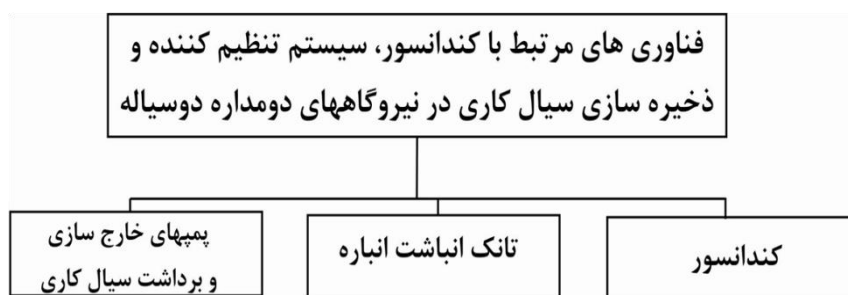 فناوری های مرتبط با کندانسور، سیستم تنظیم کننده و
ذخیره سازی سیال کاری در نیروگاههای دومداره دوسیاله
کندانسور
تانک انباشت انباره
پمپهای خارج سازی
و برداشت سیال کاری